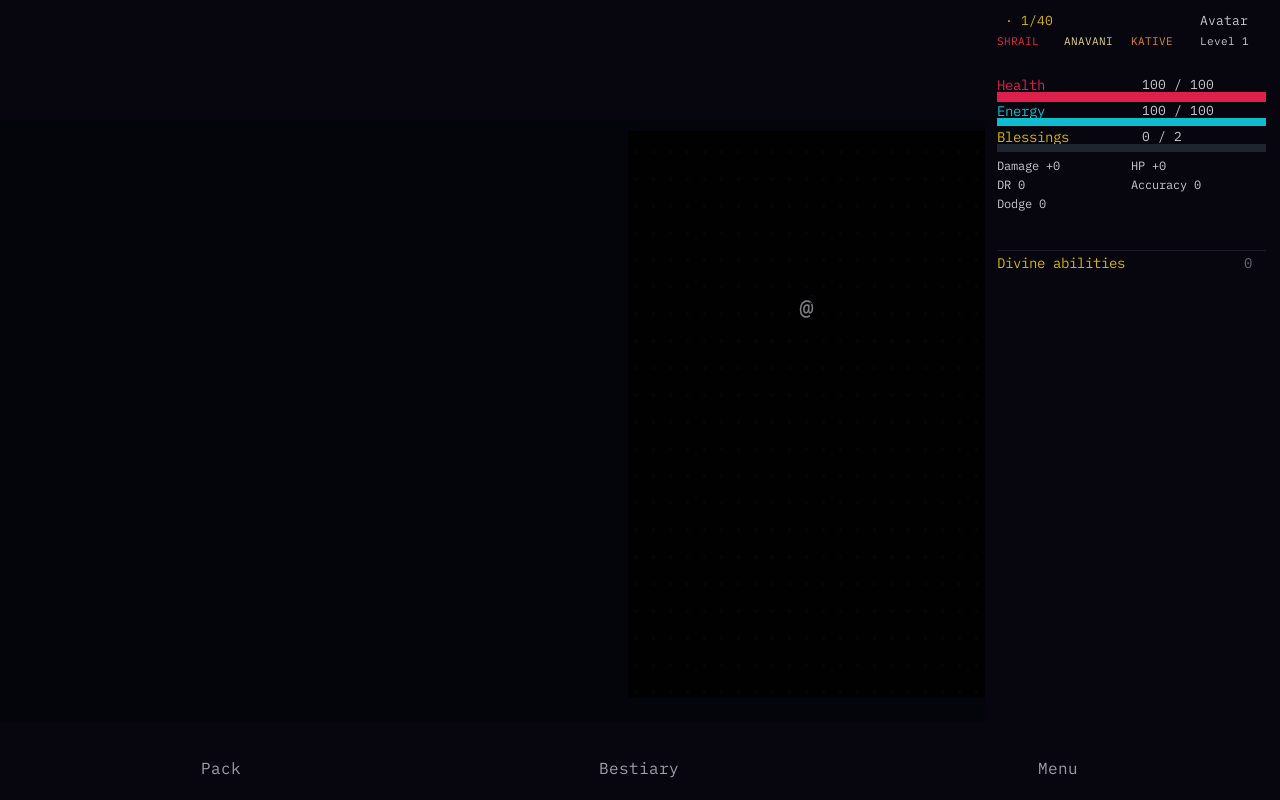 · 1/40 Avatar
SHRAIL ANAVANI KATIVE Level 1
Health 100 / 100
Energy 100 / 100
Blessings 0 / 2
Damage +0 HP +0
DR 0 Accuracy 0
Dodge 0
Divine abilities 0
@
Pack Bestiary Menu